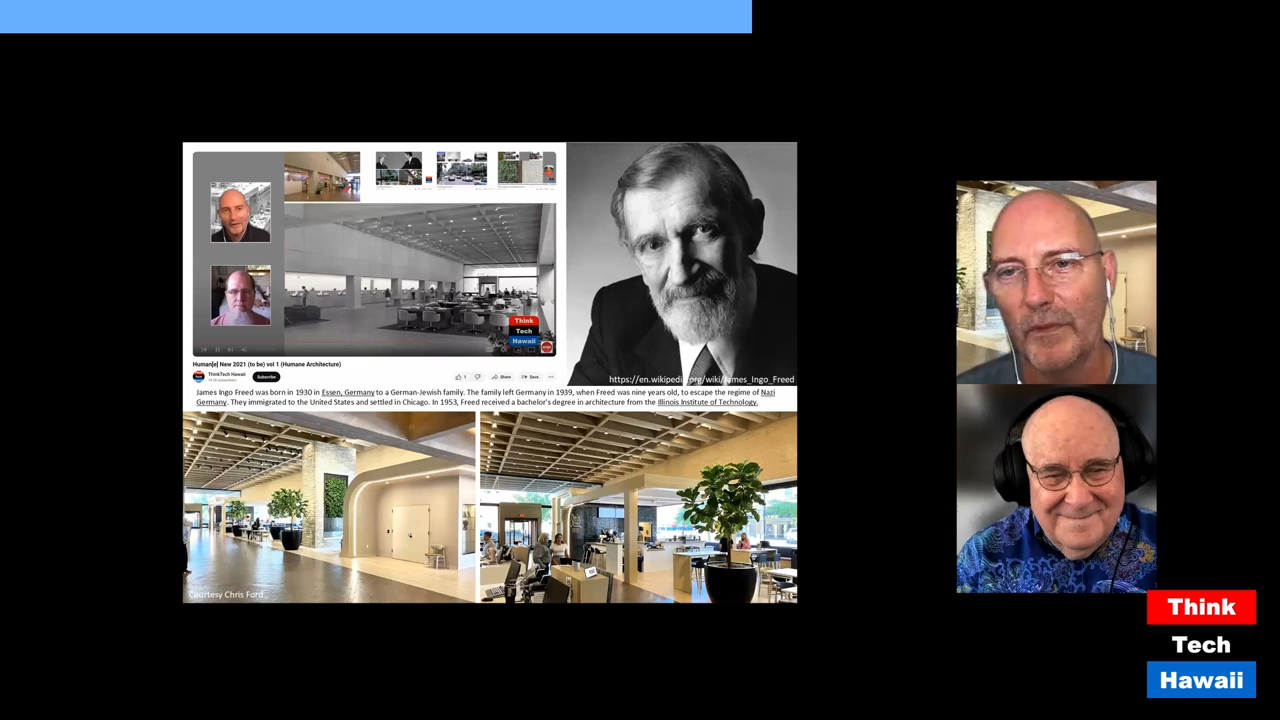 Think
Tech
Hawaii
Human[e] New 2021 (to be) vol 1 (Humane Architecture)
ThinkTech Hawaii
Subscribe
1
Share
Save
https://en.wikipedia.org/wiki/James_Ingo_Freed
James Ingo Freed was born in 1930 in Essen, Germany to a German-Jewish family. The family left Germany in 1939, when Freed was nine years old, to escape the regime of Nazi
Germany. They immigrated to the United States and settled in Chicago. In 1953, Freed received a bachelor's degree in architecture from the Illinois Institute of Technology.
Courtesy Chris Ford
Think
Tech
Hawaii